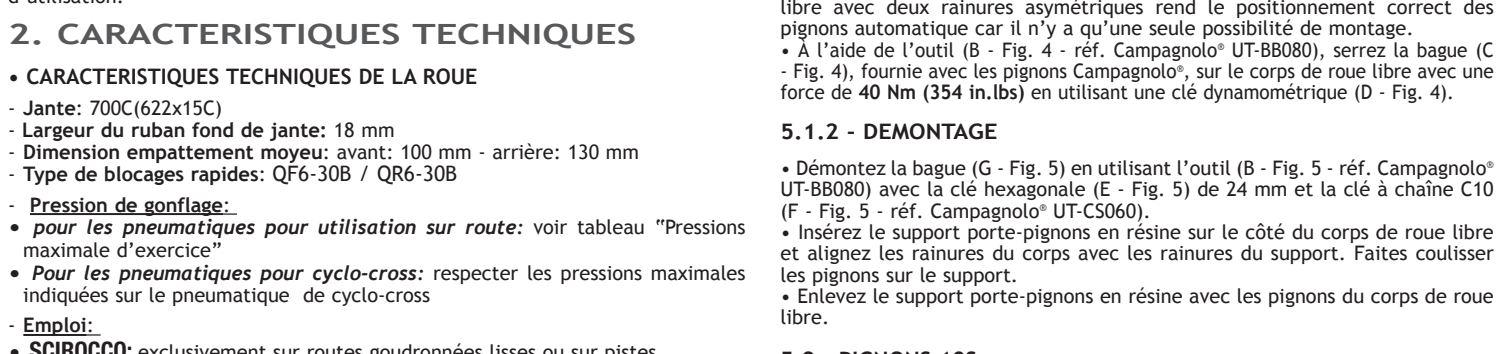 d'utilisation.
2. CARACTERISTIQUES TECHNIQUES
• CARACTERISTIQUES TECHNIQUES DE LA ROUE
- Jante: 700C(622x15C)
- Largeur du ruban fond de jante: 18 mm
- Dimension empattement moyeu: avant: 100 mm - arrière: 130 mm
- Type de blocages rapides: QF6-30B / QR6-30B
- Pression de gonflage:
• pour les pneumatiques pour utilisation sur route: voir tableau "Pressions
maximale d'exercice"
• Pour les pneumatiques pour cyclo-cross: respecter les pressions maximales
indiquées sur le pneumatique de cyclo-cross
- Emploi:
• SCIROCCO: exclusivement sur routes goudronnées lisses ou sur pistes
libre avec deux rainures asymétriques rend le positionnement correct des
pignons automatique car il n'y a qu'une seule possibilité de montage.
• À l'aide de l'outil (B - Fig. 4 - réf. Campagnolo® UT-BB080), serrez la bague (C
- Fig. 4), fournie avec les pignons Campagnolo®, sur le corps de roue libre avec une
force de 40 Nm (354 in.lbs) en utilisant une clé dynamométrique (D - Fig. 4).
5.1.2 - DEMONTAGE
• Démontez la bague (G - Fig. 5) en utilisant l'outil (B - Fig. 5 - réf. Campagnolo®
UT-BB080) avec la clé hexagonale (E - Fig. 5) de 24 mm et la clé à chaîne C10
(F - Fig. 5 - réf. Campagnolo® UT-CS060).
• Insérez le support porte-pignons en résine sur le côté du corps de roue libre
et alignez les rainures du corps avec les rainures du support. Faites coulisser
les pignons sur le support.
• Enlevez le support porte-pignons en résine avec les pignons du corps de roue
libre.